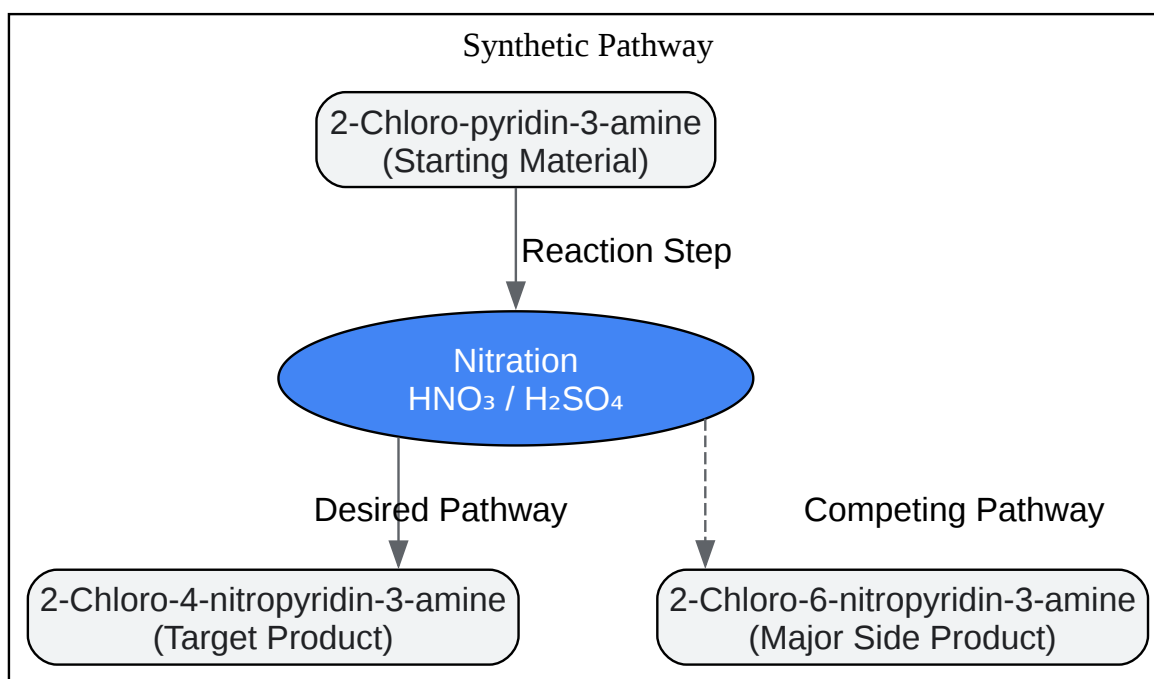 Synthetic Pathway
2-Chloro-pyridin-3-amine
(Starting Material)
Reaction Step
Nitration
HNO₃ / H₂SO₄
Desired Pathway
Competing Pathway
2-Chloro-4-nitropyridin-3-amine
(Target Product)
2-Chloro-6-nitropyridin-3-amine
(Major Side Product)